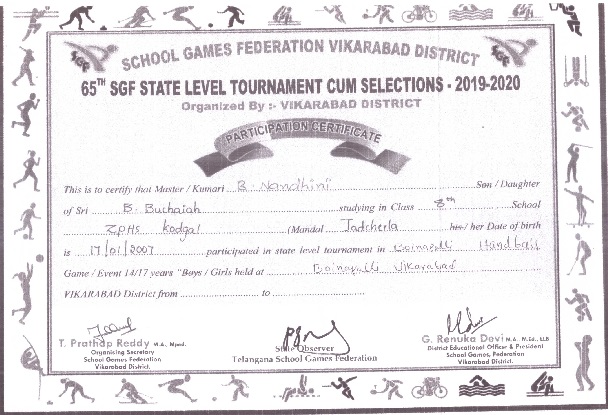 SGF SCHOOL GAMES FEDERATION VIKARABAD DISTRICT SGF
65TH SGF STATE LEVEL TOURNAMENT CUM SELECTIONS - 2019-2020
Organized By :- VIKARABAD DISTRICT
PARTICIPATION CERTIFICATE
This is to certify that Master / Kumari B. Nandhini Son / Daughter
of Sri B. Buchaiah studying in Class 8th School
ZPHS Kodgal (Mandal Jadcherla his / her Date of birth
is 17/01/2007 participated in state level tournament in Hand ball
Game / Event 14/17 years "Boys / Girls held at Vikarabad
VIKARABAD District from to
T. Prathap Reddy M.A., Mped.
Organising Secretary
School Games Federation
Vikarabad District.
State Observer
Telangana School Games Federation
G. Renuka Devi M.A., M.Ed., LLB
District Educational Officer & President
School Games, Federation
Vikarabad District.